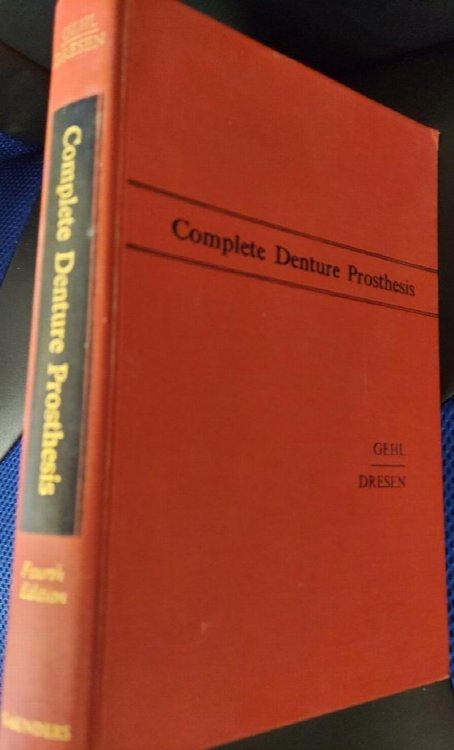 GEHL
DRESEN
Complete Denture Prosthesis
Fourth
Edition
SAUNDERS
Complete Denture Prosthesis
GEHL
DRESEN